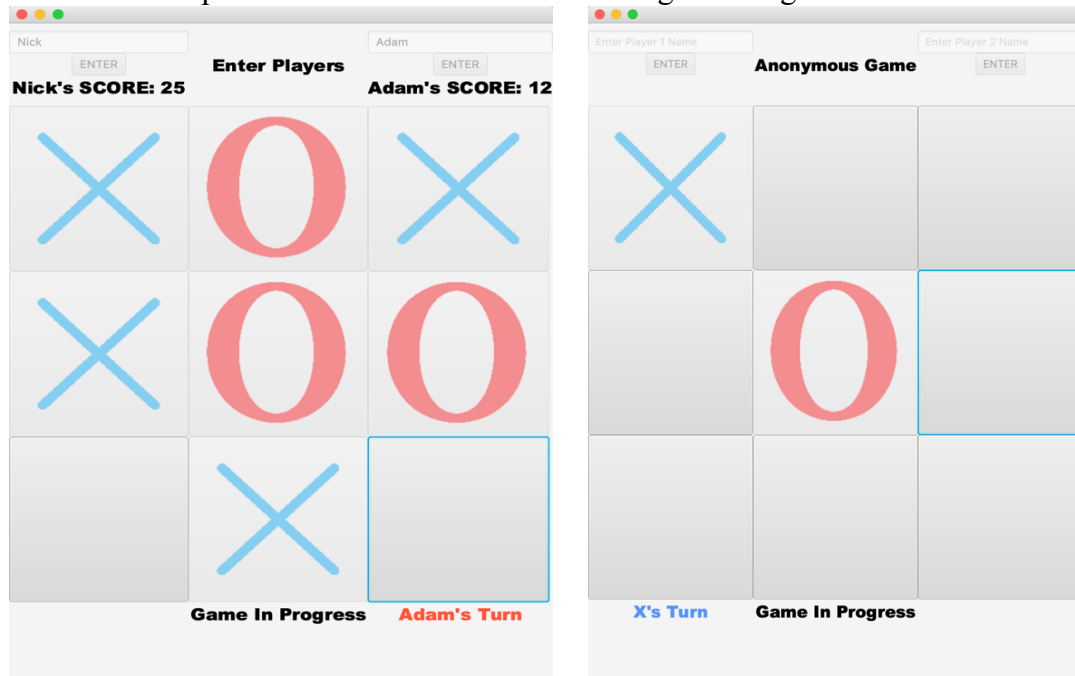 Nick
Adam
ENTER
Enter Players
ENTER
Nick's SCORE: 25
Adam's SCORE: 12
X
O
X
X
O
O
X
Game In Progress
Adam's Turn
Enter Player 1 Name
Enter Player 2 Name
ENTER
Anonymous Game
ENTER
X
O
X's Turn
Game In Progress